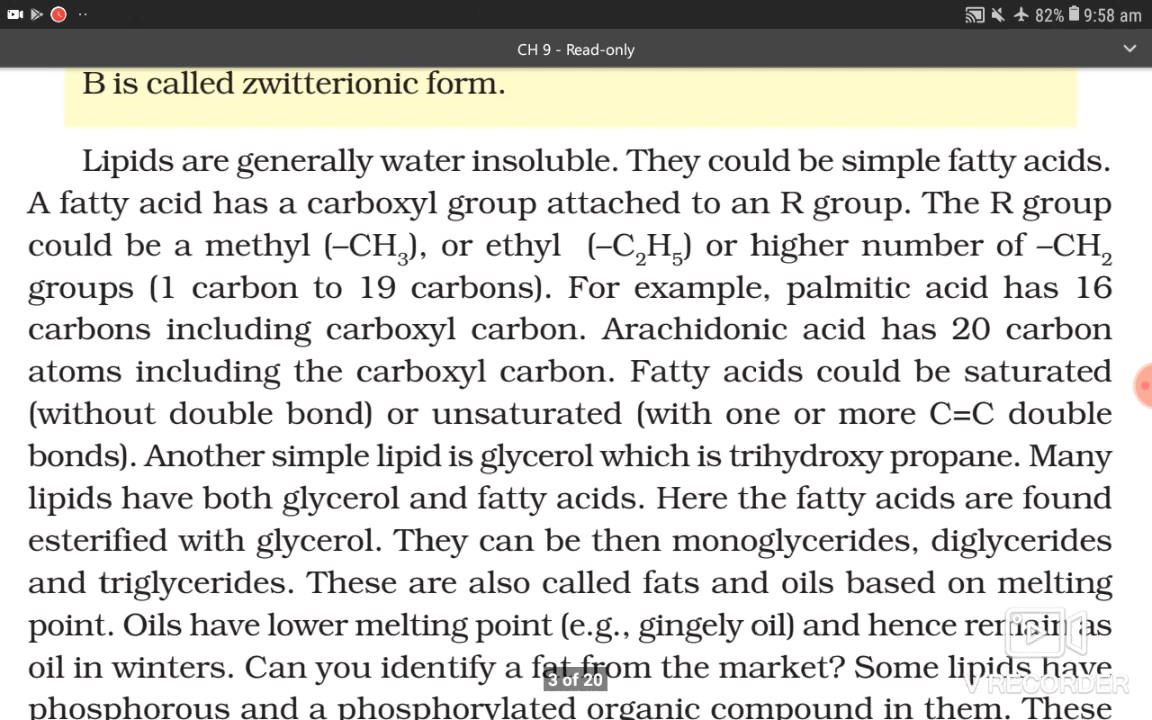 82% 9:58 am
CH 9 - Read-only
B is called zwitterionic form.
Lipids are generally water insoluble. They could be simple fatty acids.
A fatty acid has a carboxyl group attached to an R group. The R group
could be a methyl (–CH₃), or ethyl (–C₂H₅) or higher number of –CH₂
groups (1 carbon to 19 carbons). For example, palmitic acid has 16
carbons including carboxyl carbon. Arachidonic acid has 20 carbon
atoms including the carboxyl carbon. Fatty acids could be saturated
(without double bond) or unsaturated (with one or more C=C double
bonds). Another simple lipid is glycerol which is trihydroxy propane. Many
lipids have both glycerol and fatty acids. Here the fatty acids are found
esterified with glycerol. They can be then monoglycerides, diglycerides
and triglycerides. These are also called fats and oils based on melting
point. Oils have lower melting point (e.g., gingely oil) and hence remain as
oil in winters. Can you identify a fat from the market? Some lipids have
3 of 20
V RECORDER
phosphorous and a phosphorylated organic compound in them. These